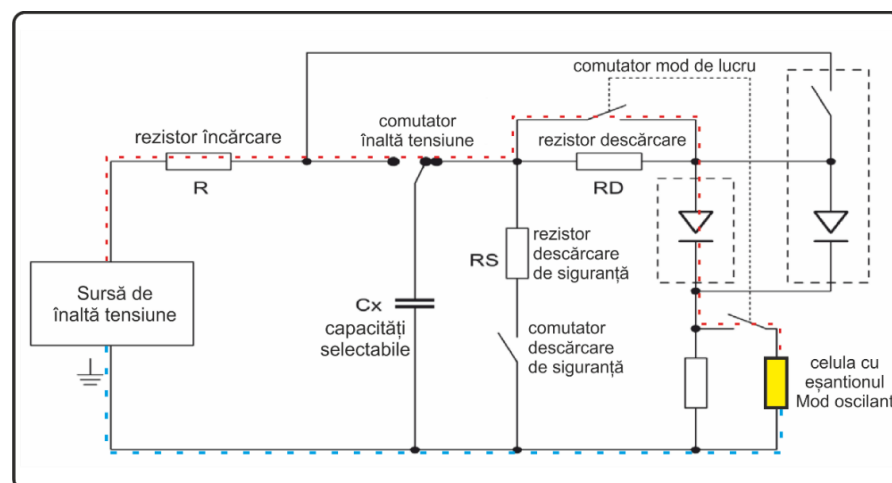 comutator mod de lucru
comutator
înaltă tensiune
rezistor încărcare
rezistor descărcare
R
RD
Sursă de
înaltă tensiune
Cx
capacități
selectabile
RS
rezistor
descărcare
de siguranță
comutator
descărcare
de siguranță
celula cu
eșantionul
Mod oscilant